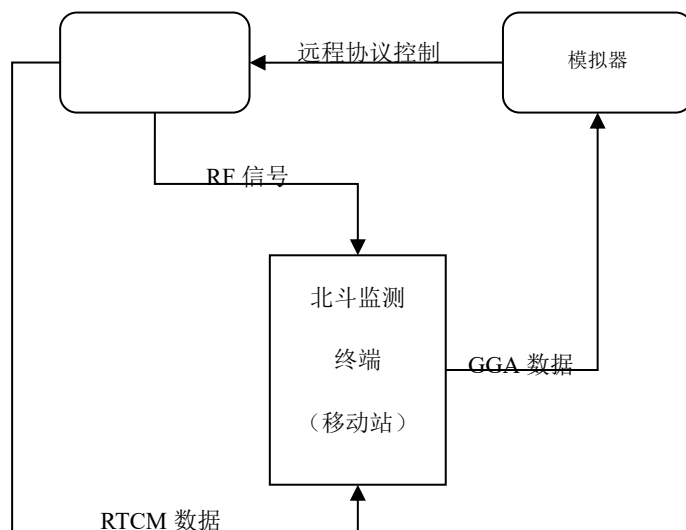 远程协议控制
模拟器
RF 信号
北斗监测
终端
（移动站）
GGA 数据
RTCM 数据